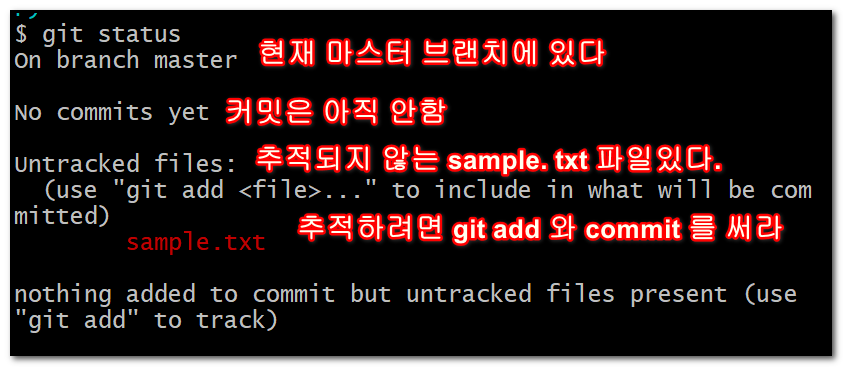 $ git status
On branch master 현재 마스터 브랜치에 있다
No commits yet 커밋은 아직 안함
Untracked files: 추적되지 않는 sample. txt 파일있다.
(use "git add <file>..." to include in what will be com
mitted)
추적하려면 git add 와 commit 를 써라
sample.txt
nothing added to commit but untracked files present (use
"git add" to track)